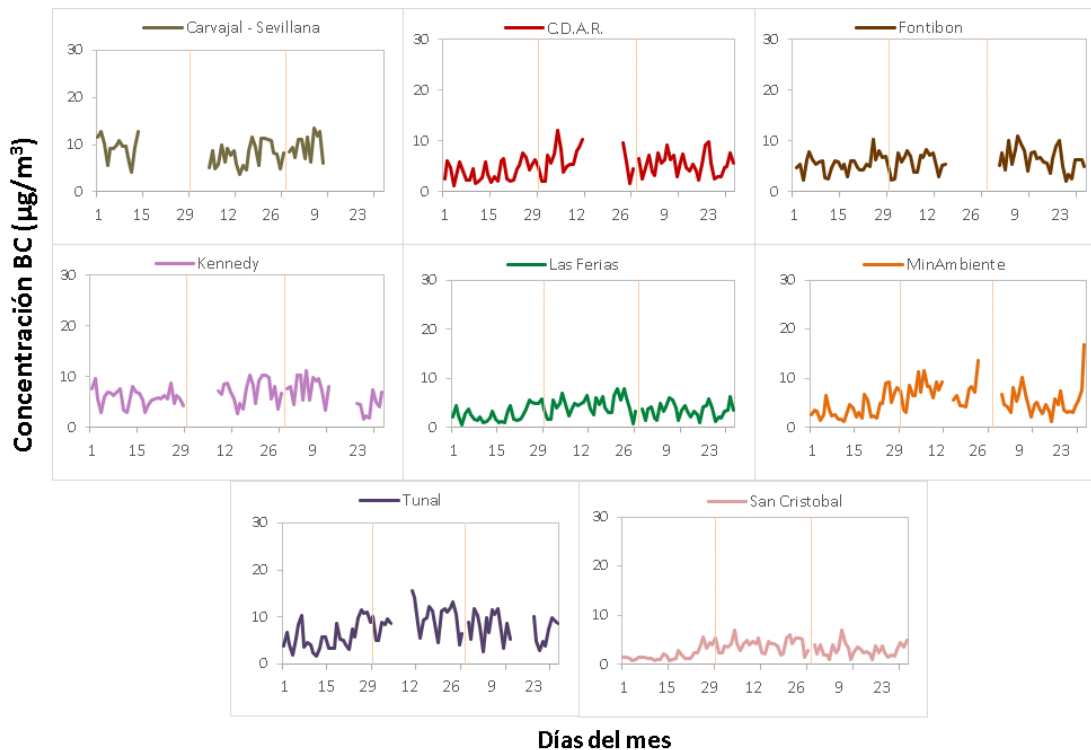 Concentración BC (µg/m³)
Carvajal - Sevillana
30
20
10
0
1 15 29 12 26 9 23
C.D.A.R.
30
20
10
0
1 15 29 12 26 9 23
Fontibon
30
20
10
0
1 15 29 12 26 9 23
Kennedy
30
20
10
0
1 15 29 12 26 9 23
Las Ferias
30
20
10
0
1 15 29 12 26 9 23
MinAmbiente
30
20
10
0
1 15 29 12 26 9 23
Tunal
30
20
10
0
1 15 29 12 26 9 23
San Cristobal
30
20
10
0
1 15 29 12 26 9 23
Días del mes